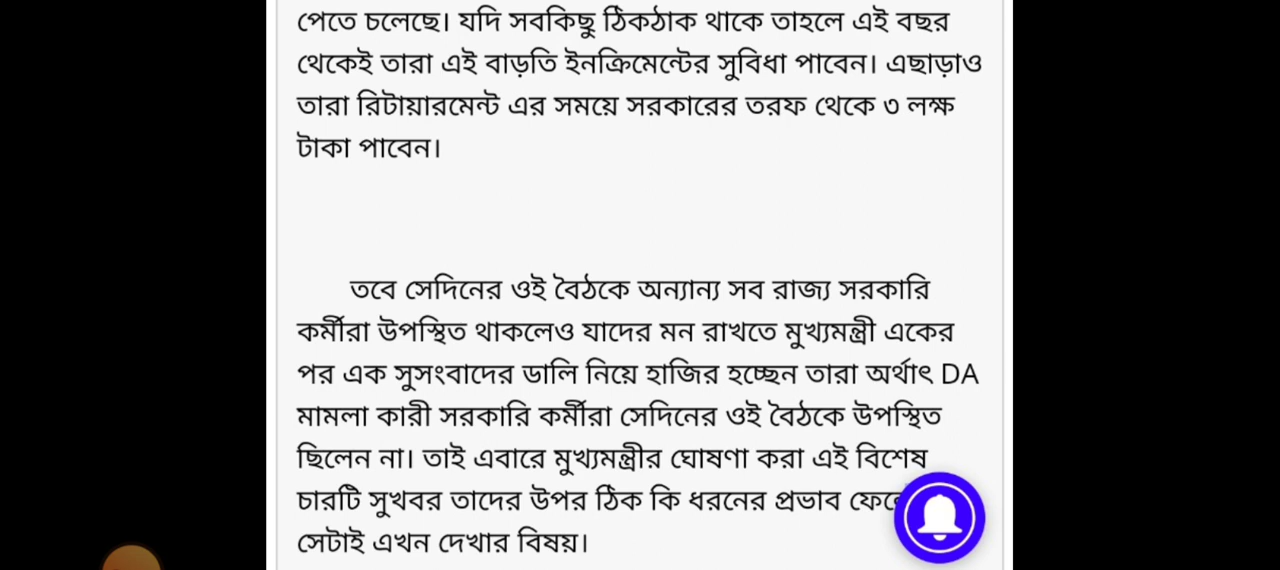 পেতে চলেছে। যদি সবকিছু ঠিকঠাক থাকে তাহলে এই বছর
থেকেই তারা এই বাড়তি ইনক্রিমেন্টের সুবিধা পাবেন। এছাড়াও
তারা রিটায়ারমেন্ট এর সময়ে সরকারের তরফ থেকে ৩ লক্ষ
টাকা পাবেন।
তবে সেদিনের ওই বৈঠকে অন্যান্য সব রাজ্য সরকারি
কর্মীরা উপস্থিত থাকলেও যাদের মন রাখতে মুখ্যমন্ত্রী একের
পর এক সুসংবাদের ডালি নিয়ে হাজির হচ্ছেন তারা অর্থাৎ DA
মামলা কারী সরকারি কর্মীরা সেদিনের ওই বৈঠকে উপস্থিত
ছিলেন না। তাই এবারে মুখ্যমন্ত্রীর ঘোষণা করা এই বিশেষ
চারটি সুখবর তাদের উপর ঠিক কি ধরনের প্রভাব
সেটাই এখন দেখার বিষয়।